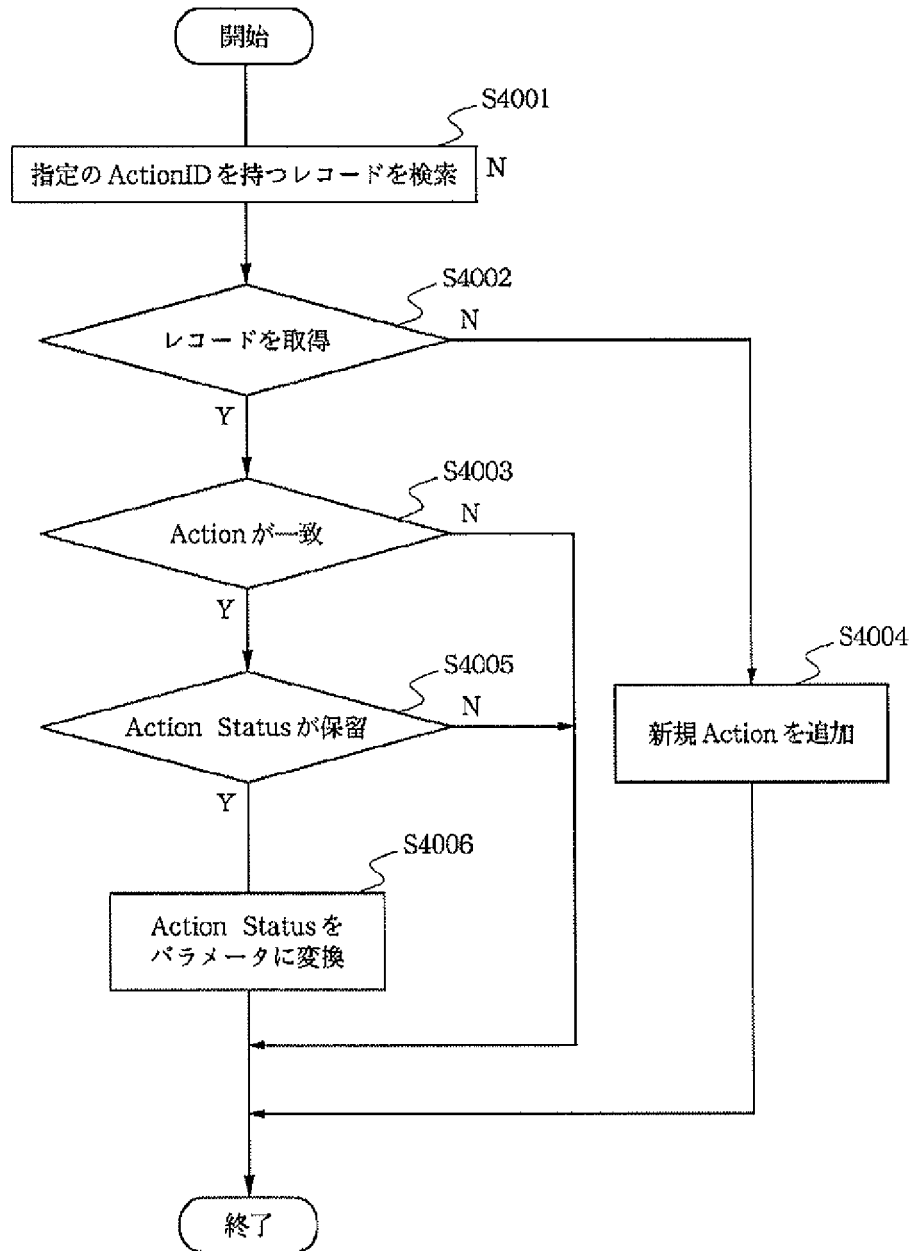 開始
S4001
指定のActionIDを持つレコードを検索 N
S4002
レコードを取得
N
Y
S4003
Actionが一致
N
Y
S4004
新規Actionを追加
S4005
Action Statusが保留
N
Y
S4006
Action Statusを
パラメータに変換
終了